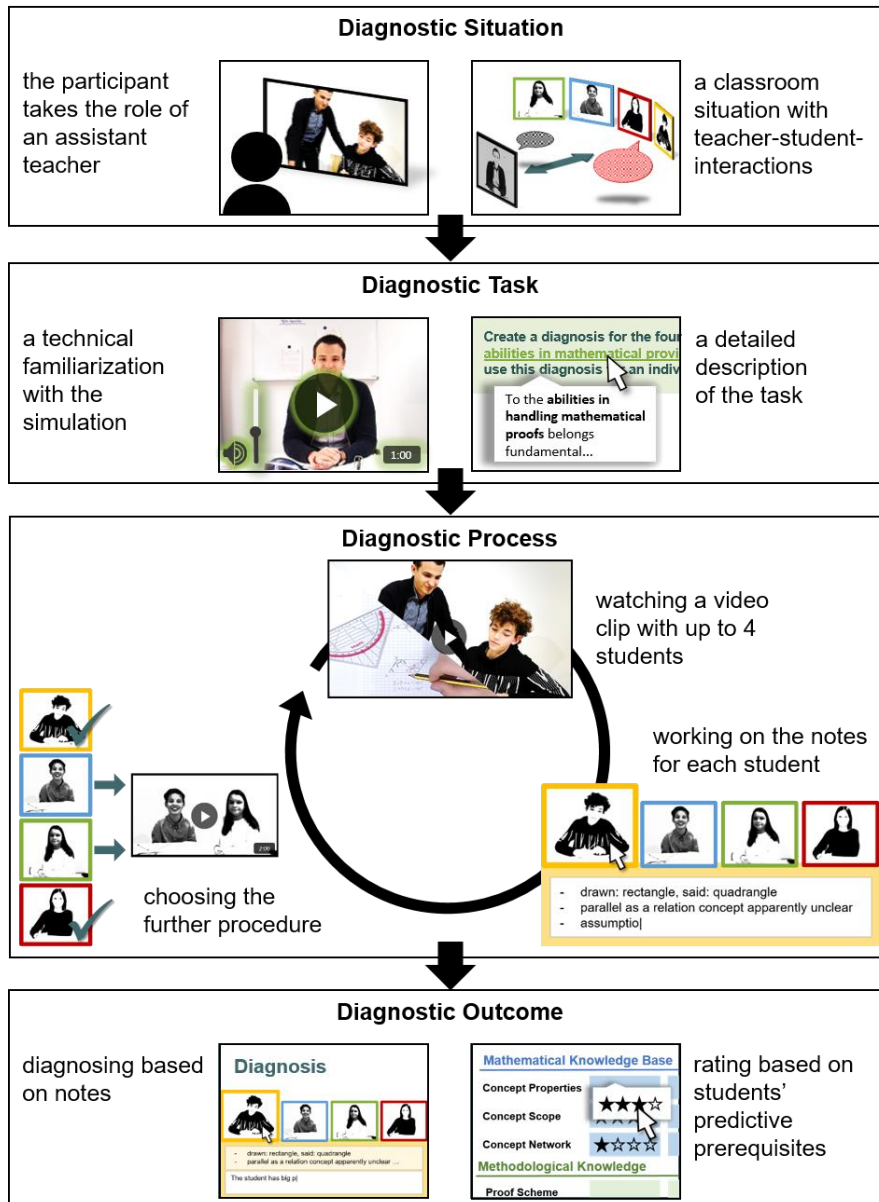 Diagnostic Situation
the participant
takes the role of
an assistant
teacher
a classroom
situation with
teacher-student-
interactions
Diagnostic Task
a technical
familiarization
with the
simulation
1:00
Create a diagnosis for the four
abilities in mathematical provi
use this diagnosis an indiv
To the abilities in
handling mathematical
proofs belongs
fundamental...
a detailed
description
of the task
Diagnostic Process
watching a video
clip with up to 4
students
working on the notes
for each student
- drawn: rectangle, said: quadrangle
- parallel as a relation concept apparently unclear
- assumptio
2:00
choosing the
further procedure
Diagnostic Outcome
diagnosing based
on notes
Diagnosis
- drawn: rectangle, said: quadrangle
- parallel as a relation concept apparently unclear ...
The student has big p
Mathematical Knowledge Base
Concept Properties
Concept Scope
Concept Network
Methodological Knowledge
Proof Scheme
rating based on
students'
predictive
prerequisites